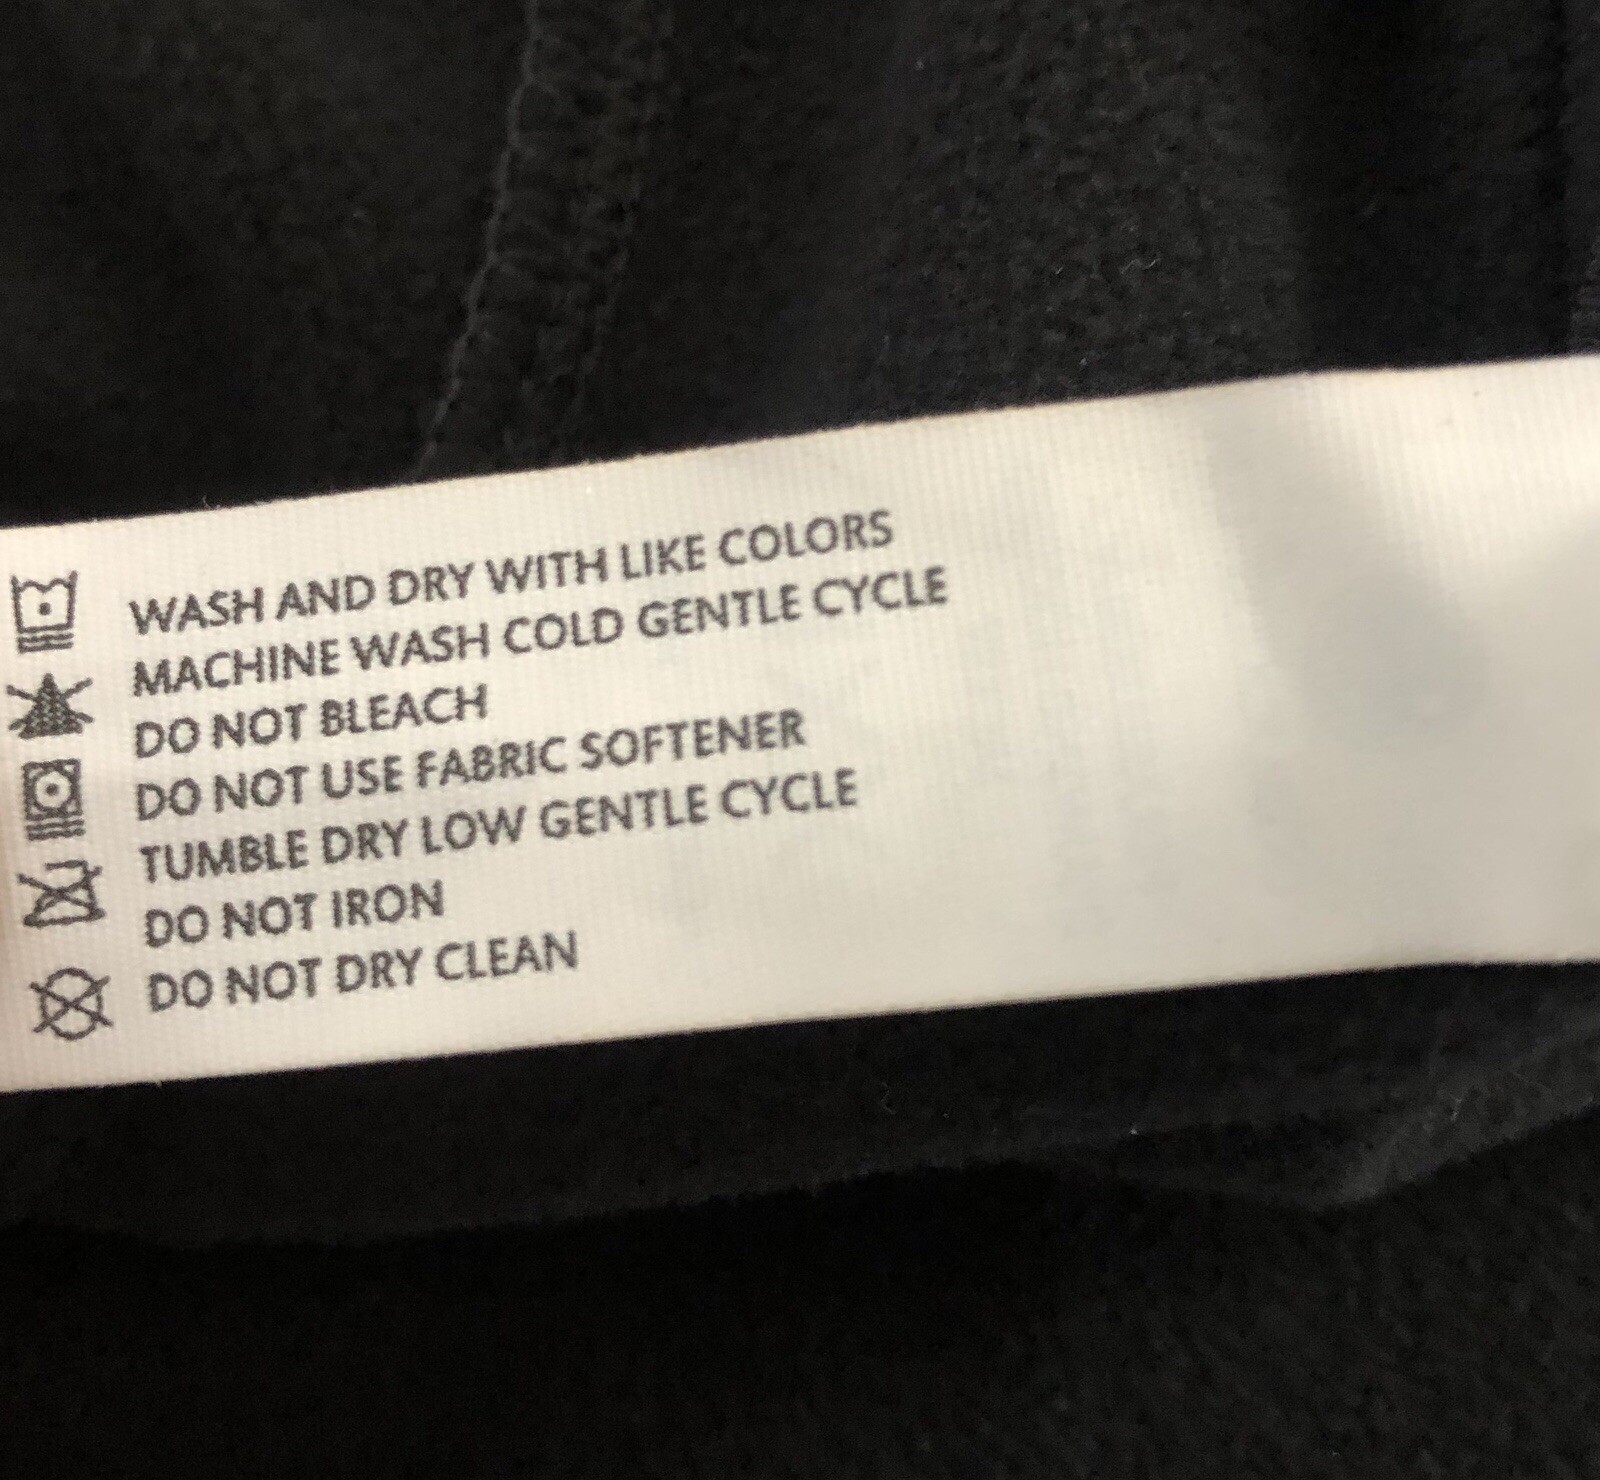 WASH AND DRY WITH LIKE COLORS
MACHINE WASH COLD GENTLE CYCLE
DO NOT BLEACH
DO NOT USE FABRIC SOFTENER
TUMBLE DRY LOW GENTLE CYCLE
DO NOT IRON
DO NOT DRY CLEAN